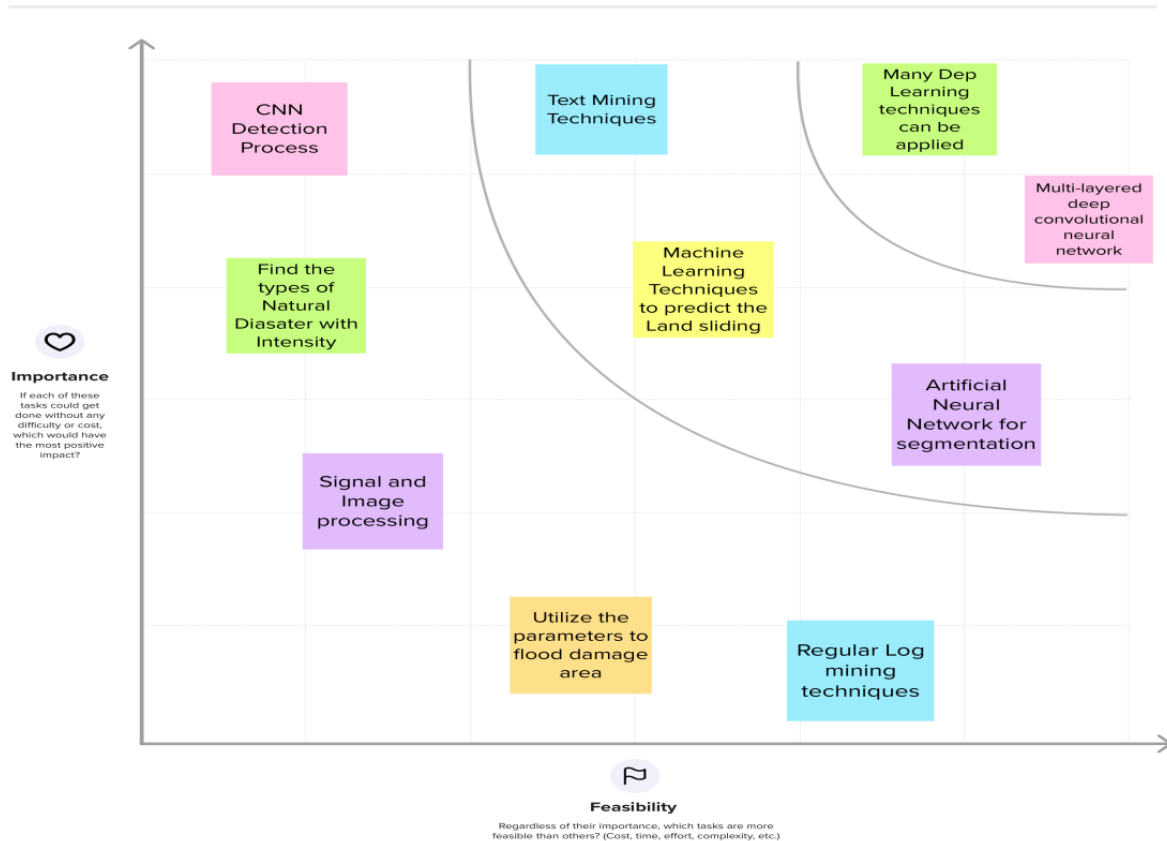 CNN
Detection
Process
Text Mining
Techniques
Many Dep
Learning
techniques
can be
applied
Multi-layered
deep
convolutional
neural
network
Find the
types of
Natural
Diasater with
Intensity
Machine
Learning
Techniques
to predict the
Land sliding
Artificial
Neural
Network for
segmentation
Importance
If each of these
tasks could get
done without any
difficulty or cost,
which would have
the most positive
impact?
Signal and
Image
processing
Utilize the
parameters to
flood damage
area
Regular Log
mining
techniques
Feasibility
Regardless of their importance, which tasks are more
feasible than others? (Cost, time, effort, complexity, etc.)